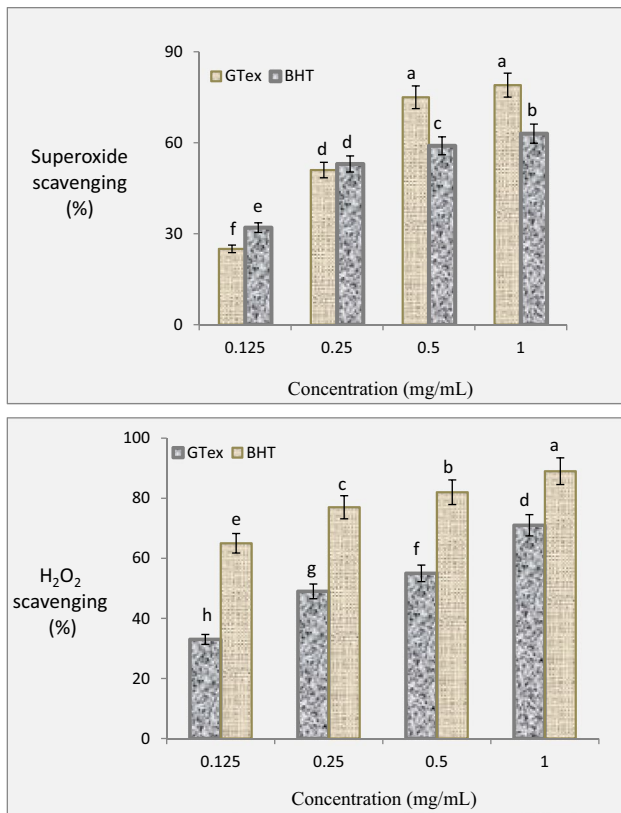 90
GTex BHT
a
a
c
b
60
Superoxide
scavenging
(%)
d d
30
f e
0
0.125 0.25 0.5 1
Concentration (mg/mL)
100
GTex BHT
a
b
c
80
e
d
60
H₂O₂
scavenging
(%)
f
g
40
h
20
0
0.125 0.25 0.5 1
Concentration (mg/mL)